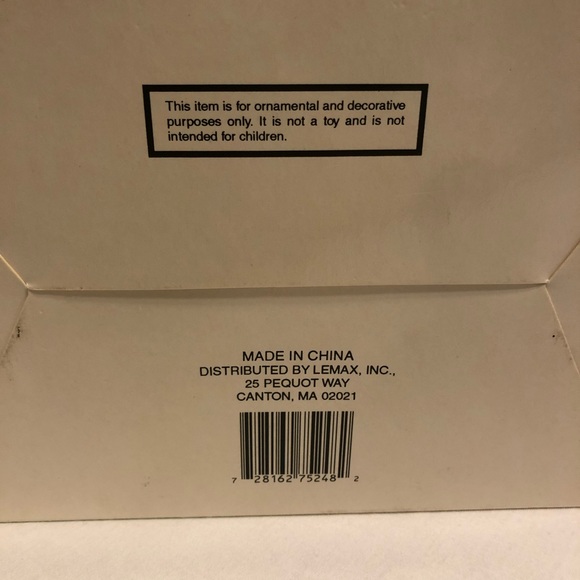 This item is for ornamental and decorative
purposes only. It is not a toy and is not
intended for children.
MADE IN CHINA
DISTRIBUTED BY LEMAX, INC.,
25 PEQUOT WAY
CANTON, MA 02021
7 28162 75248 2